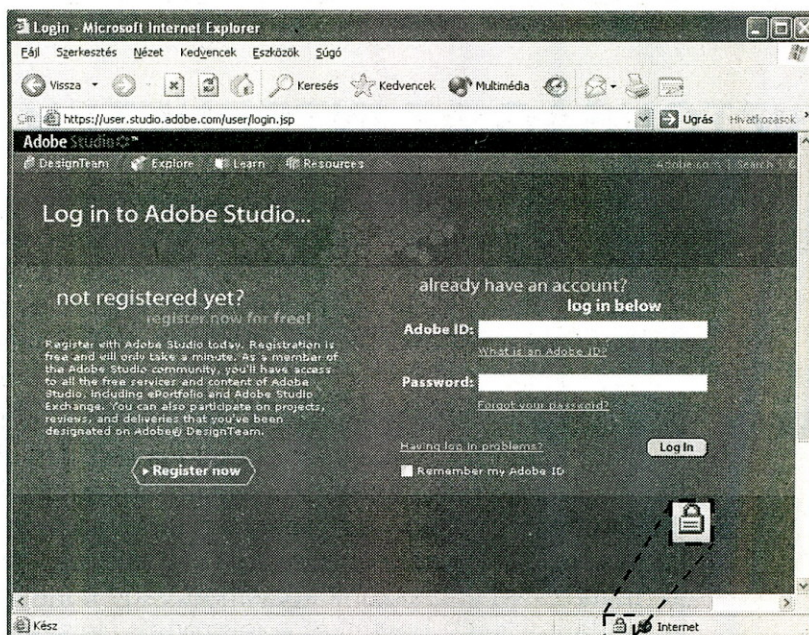 Login - Microsoft Internet Explorer
Fájl Szerkesztés Nézet Kedvencek Eszközök Súgó
Vissza Keresés Kedvencek Multimédia
Cím https://user.studio.adobe.com/user/login.jsp Ugrás Hivatkozások »
Adobe Studio™
DesignTeam Explore Learn Resources Adobe.com | Search |
Log in to Adobe Studio...
not registered yet?
register now for free!
Register with Adobe Studio today. Registration is
free and will only take a minute. As a member of
the Adobe Studio community, you'll have access
to all the free services and content of Adobe
Studio, including ePortfolio and Adobe Studio
Exchange. You can also participate on projects,
reviews, and deliveries that you've been
designated on Adobe® DesignTeam.
Register now
already have an account?
log in below
Adobe ID:
What is an Adobe ID?
Password:
Forgot your password?
Having log in problems?
Log In
Remember my Adobe ID
Kész Internet